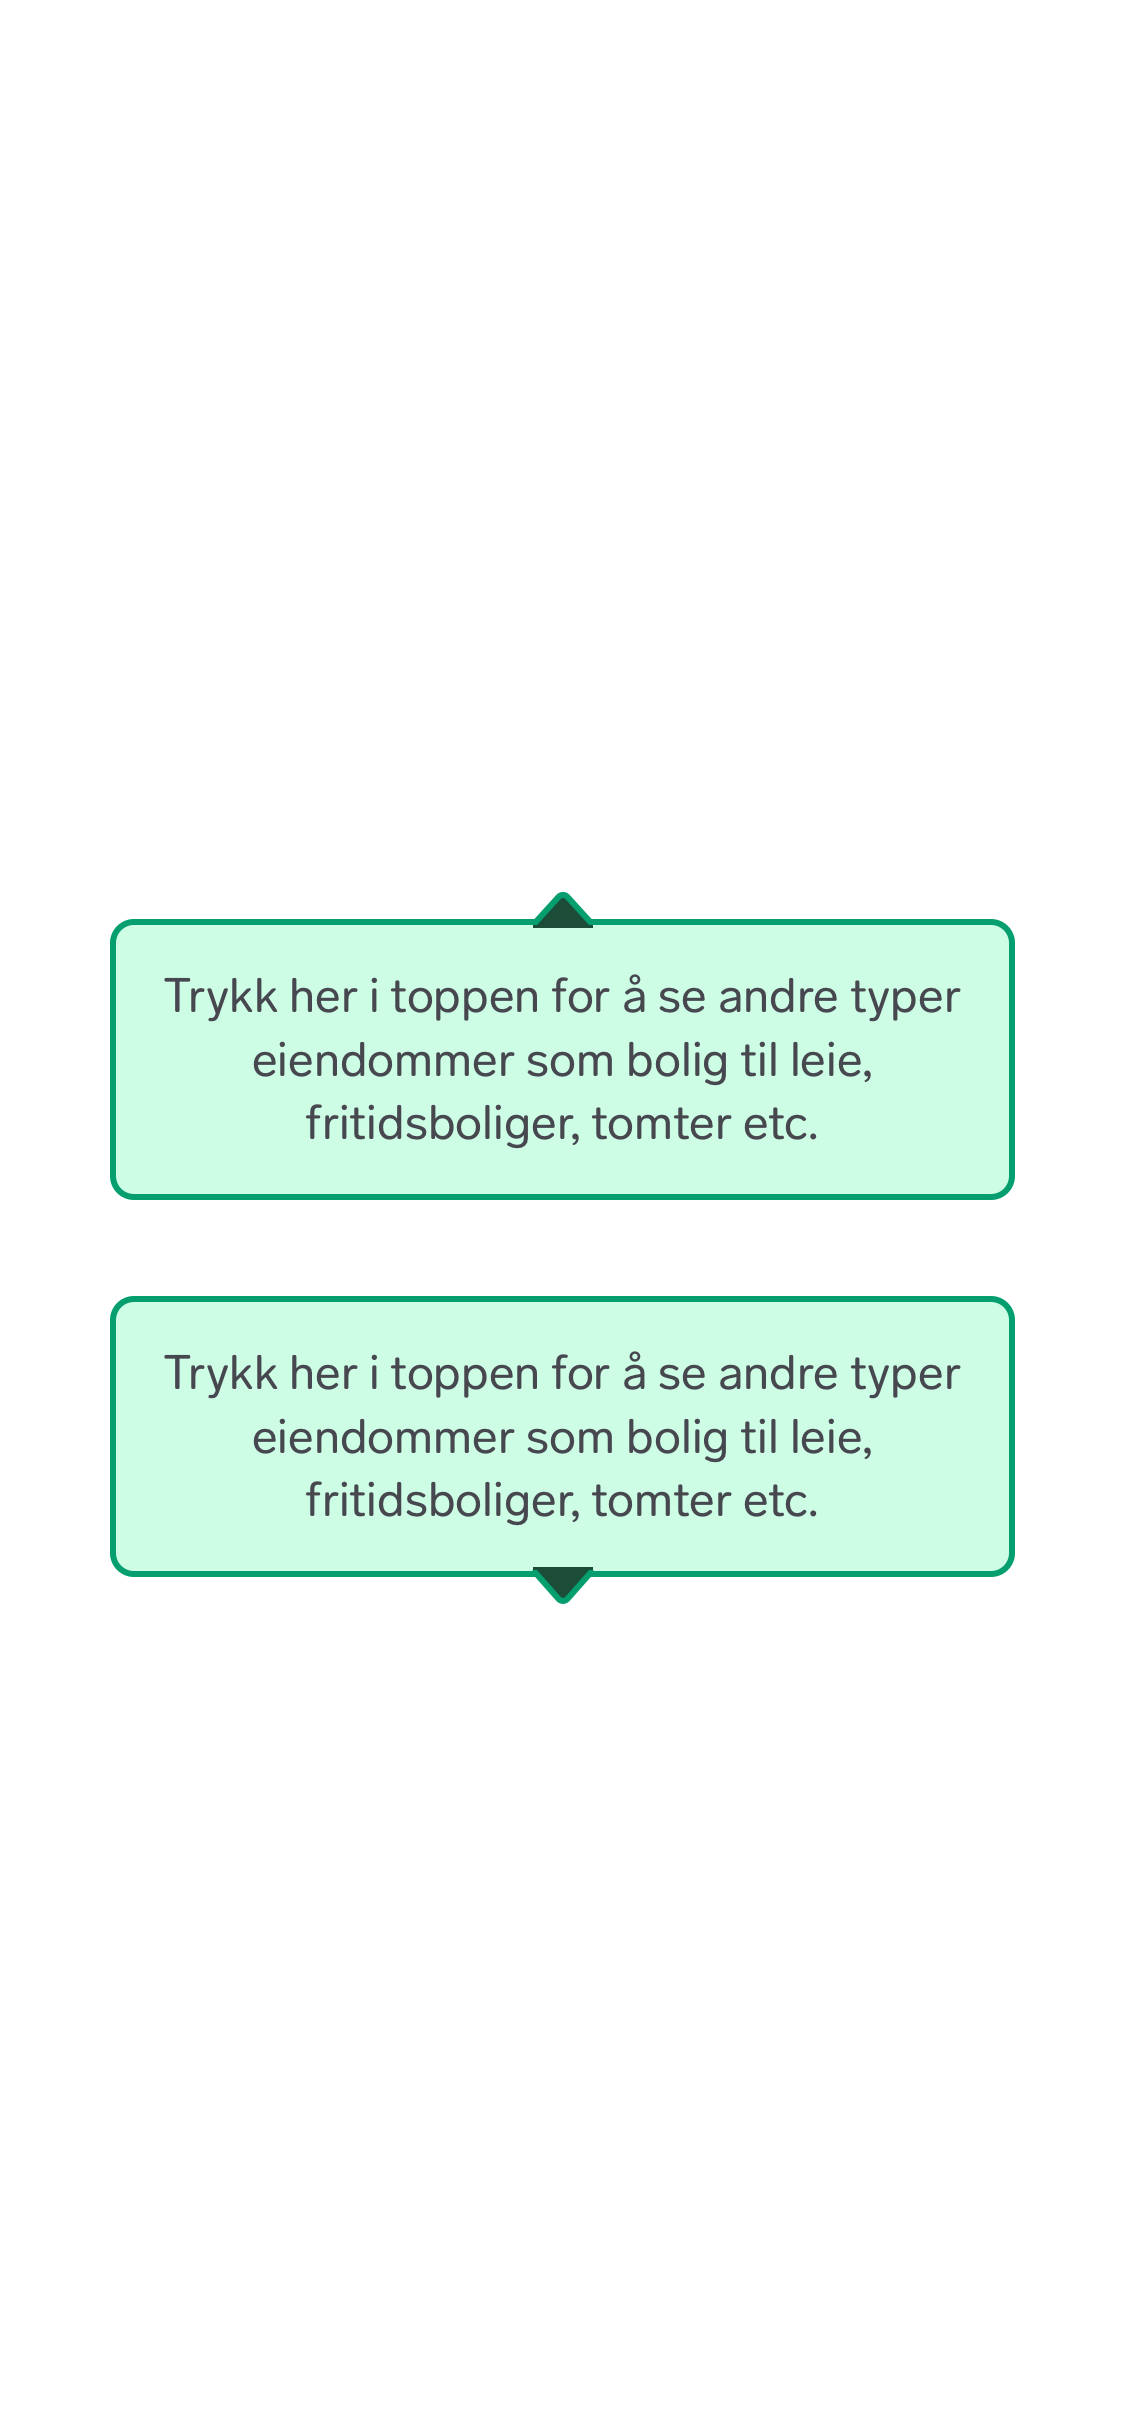 Trykk her i toppen for å se andre typer
eiendommer som bolig til leie,
fritidsboliger, tomter etc.
Trykk her i toppen for å se andre typer
eiendommer som bolig til leie,
fritidsboliger, tomter etc.